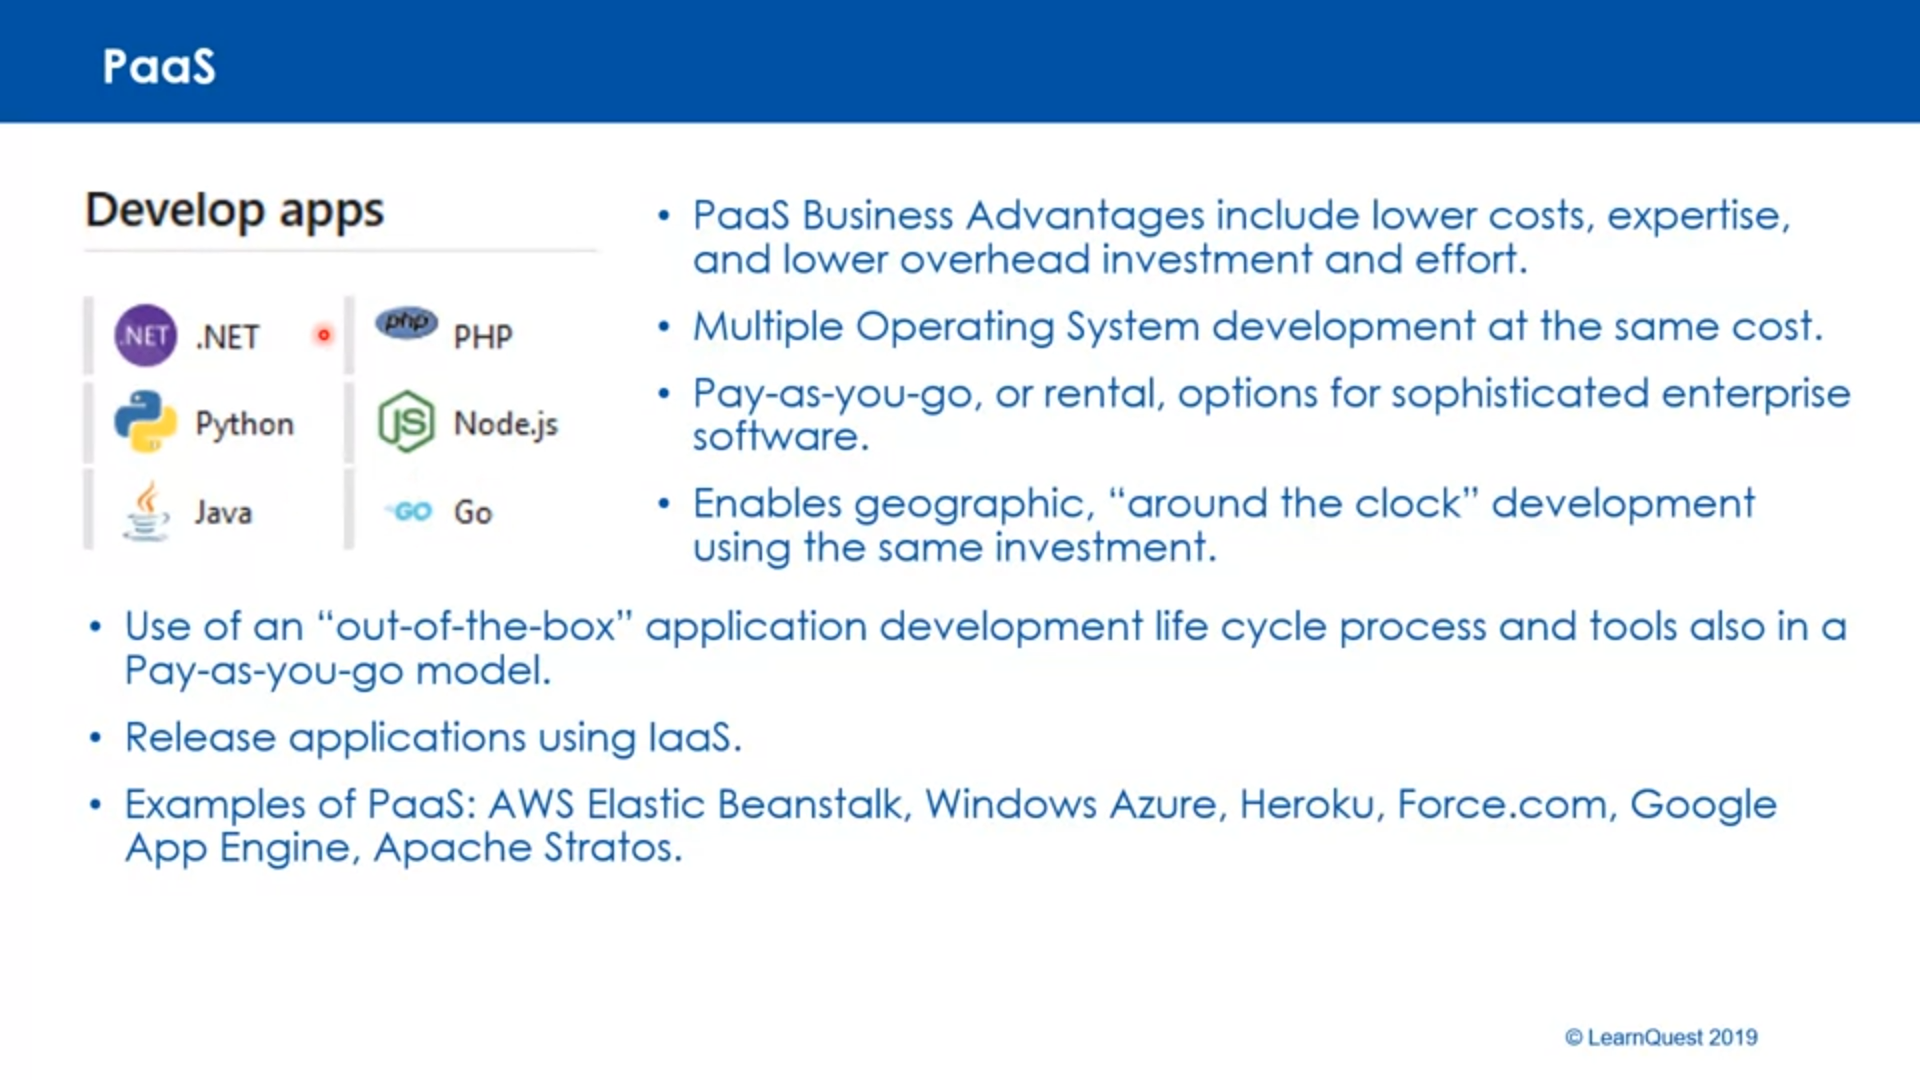 PaaS
Develop apps
.NET .NET
php PHP
Python
JS Node.js
Java
GO Go
• PaaS Business Advantages include lower costs, expertise,
and lower overhead investment and effort.
• Multiple Operating System development at the same cost.
• Pay-as-you-go, or rental, options for sophisticated enterprise
software.
• Enables geographic, “around the clock” development
using the same investment.
• Use of an “out-of-the-box” application development life cycle process and tools also in a
Pay-as-you-go model.
• Release applications using IaaS.
• Examples of PaaS: AWS Elastic Beanstalk, Windows Azure, Heroku, Force.com, Google
App Engine, Apache Stratos.
© LearnQuest 2019